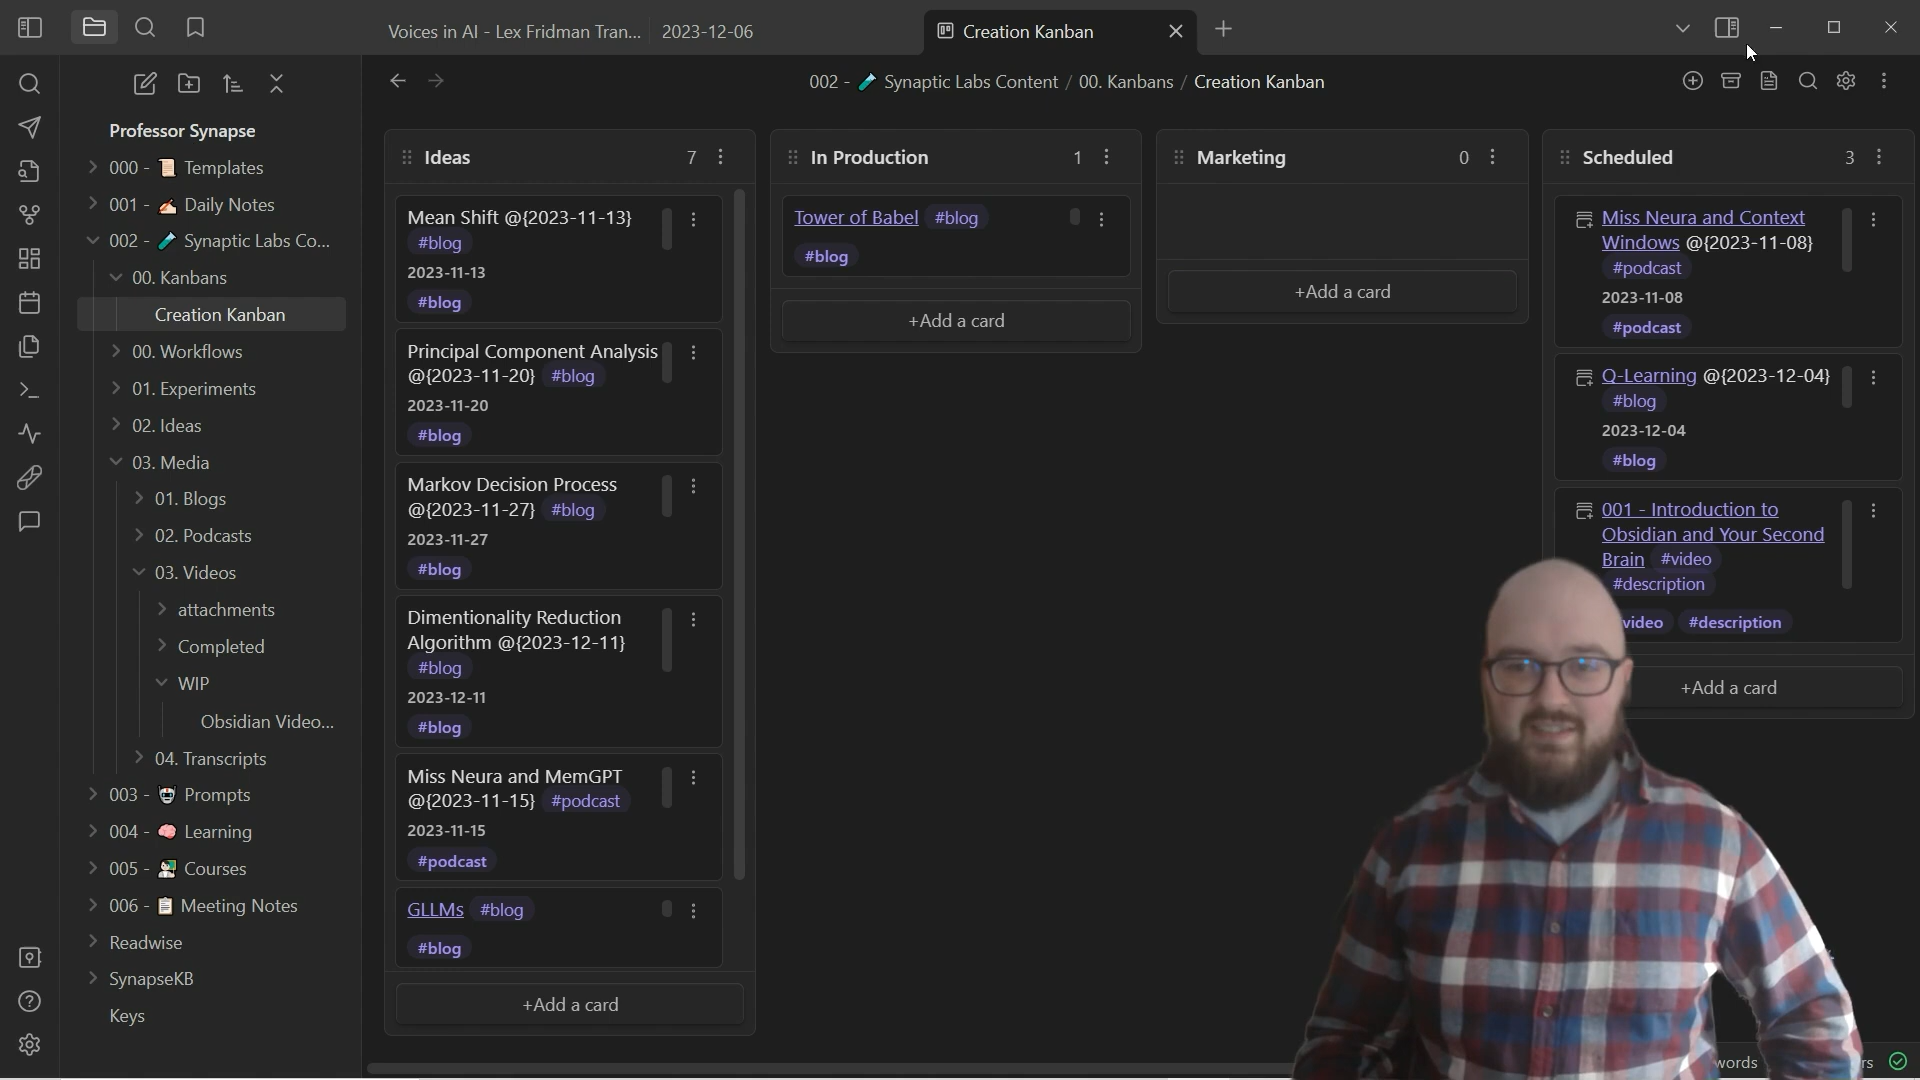 Voices in AI - Lex Fridman Tran...
2023-12-06
Creation Kanban
002 - 🧪 Synaptic Labs Content / 00. Kanbans / Creation Kanban
Professor Synapse
000 - 📜 Templates
001 - ✍🏻 Daily Notes
002 - 🧪 Synaptic Labs Co...
00. Kanbans
Creation Kanban
00. Workflows
01. Experiments
02. Ideas
03. Media
01. Blogs
02. Podcasts
03. Videos
attachments
Completed
WIP
Obsidian Video...
04. Transcripts
003 - 🤖 Prompts
004 - 🧠 Learning
005 - 👨‍🏫 Courses
006 - 📋 Meeting Notes
Readwise
SynapseKB
Keys
Ideas 7
Mean Shift @{2023-11-13}
#blog
2023-11-13
#blog
Principal Component Analysis
@{2023-11-20} #blog
2023-11-20
#blog
Markov Decision Process
@{2023-11-27} #blog
2023-11-27
#blog
Dimentionality Reduction
Algorithm @{2023-12-11}
#blog
2023-12-11
#blog
Miss Neura and MemGPT
@{2023-11-15} #podcast
2023-11-15
#podcast
GLLMs #blog
#blog
+Add a card
In Production 1
Tower of Babel #blog
#blog
+Add a card
Marketing 0
+Add a card
Scheduled 3
Miss Neura and Context
Windows @{2023-11-08}
#podcast
2023-11-08
#podcast
Q-Learning @{2023-12-04}
#blog
2023-12-04
#blog
001 - Introduction to
Obsidian and Your Second
Brain #video
#description
video #description
+Add a card
words
rs